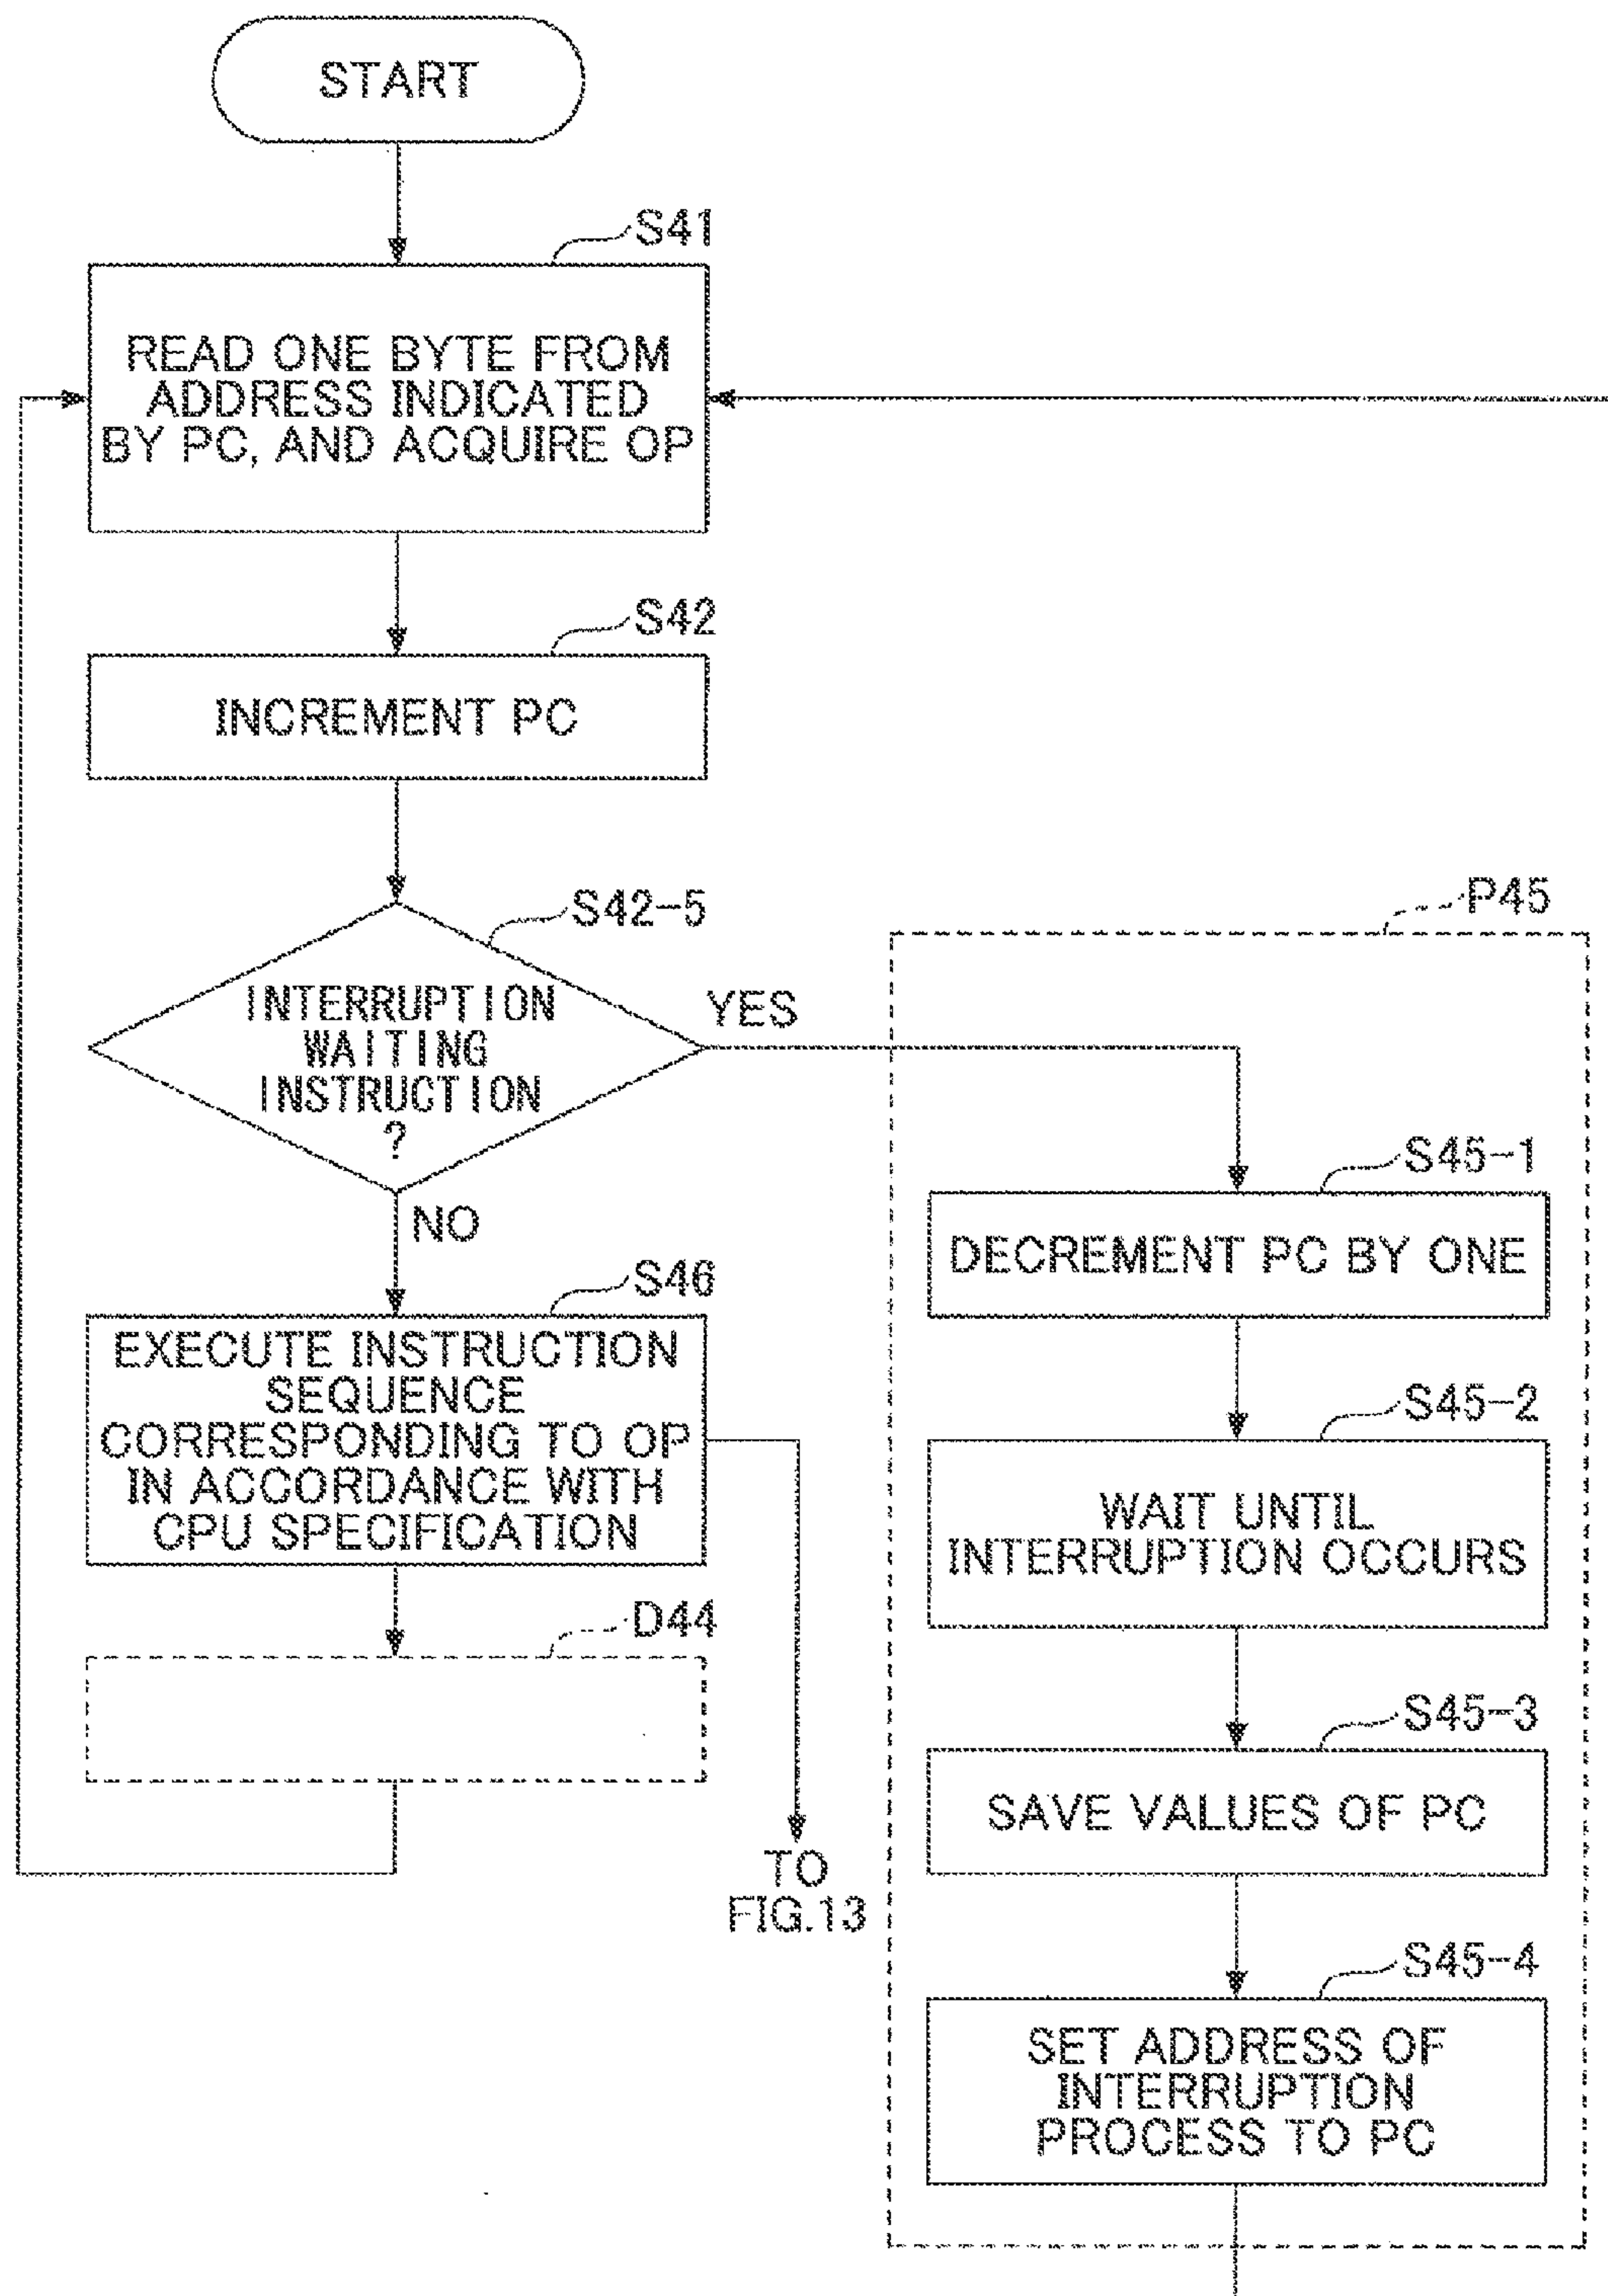 START
S41
READ ONE BYTE FROM
ADDRESS INDICATED
BY PC, AND ACQUIRE OP
S42
INCREMENT PC
S42-5
INTERRUPTION
WAITING
INSTRUCTION
?
YES
NO
S46
EXECUTE INSTRUCTION
SEQUENCE
CORRESPONDING TO OP
IN ACCORDANCE WITH
CPU SPECIFICATION
D44
TO
FIG.13
P45
S45-1
DECREMENT PC BY ONE
S45-2
WAIT UNTIL
INTERRUPTION OCCURS
S45-3
SAVE VALUES OF PC
S45-4
SET ADDRESS OF
INTERRUPTION
PROCESS TO PC